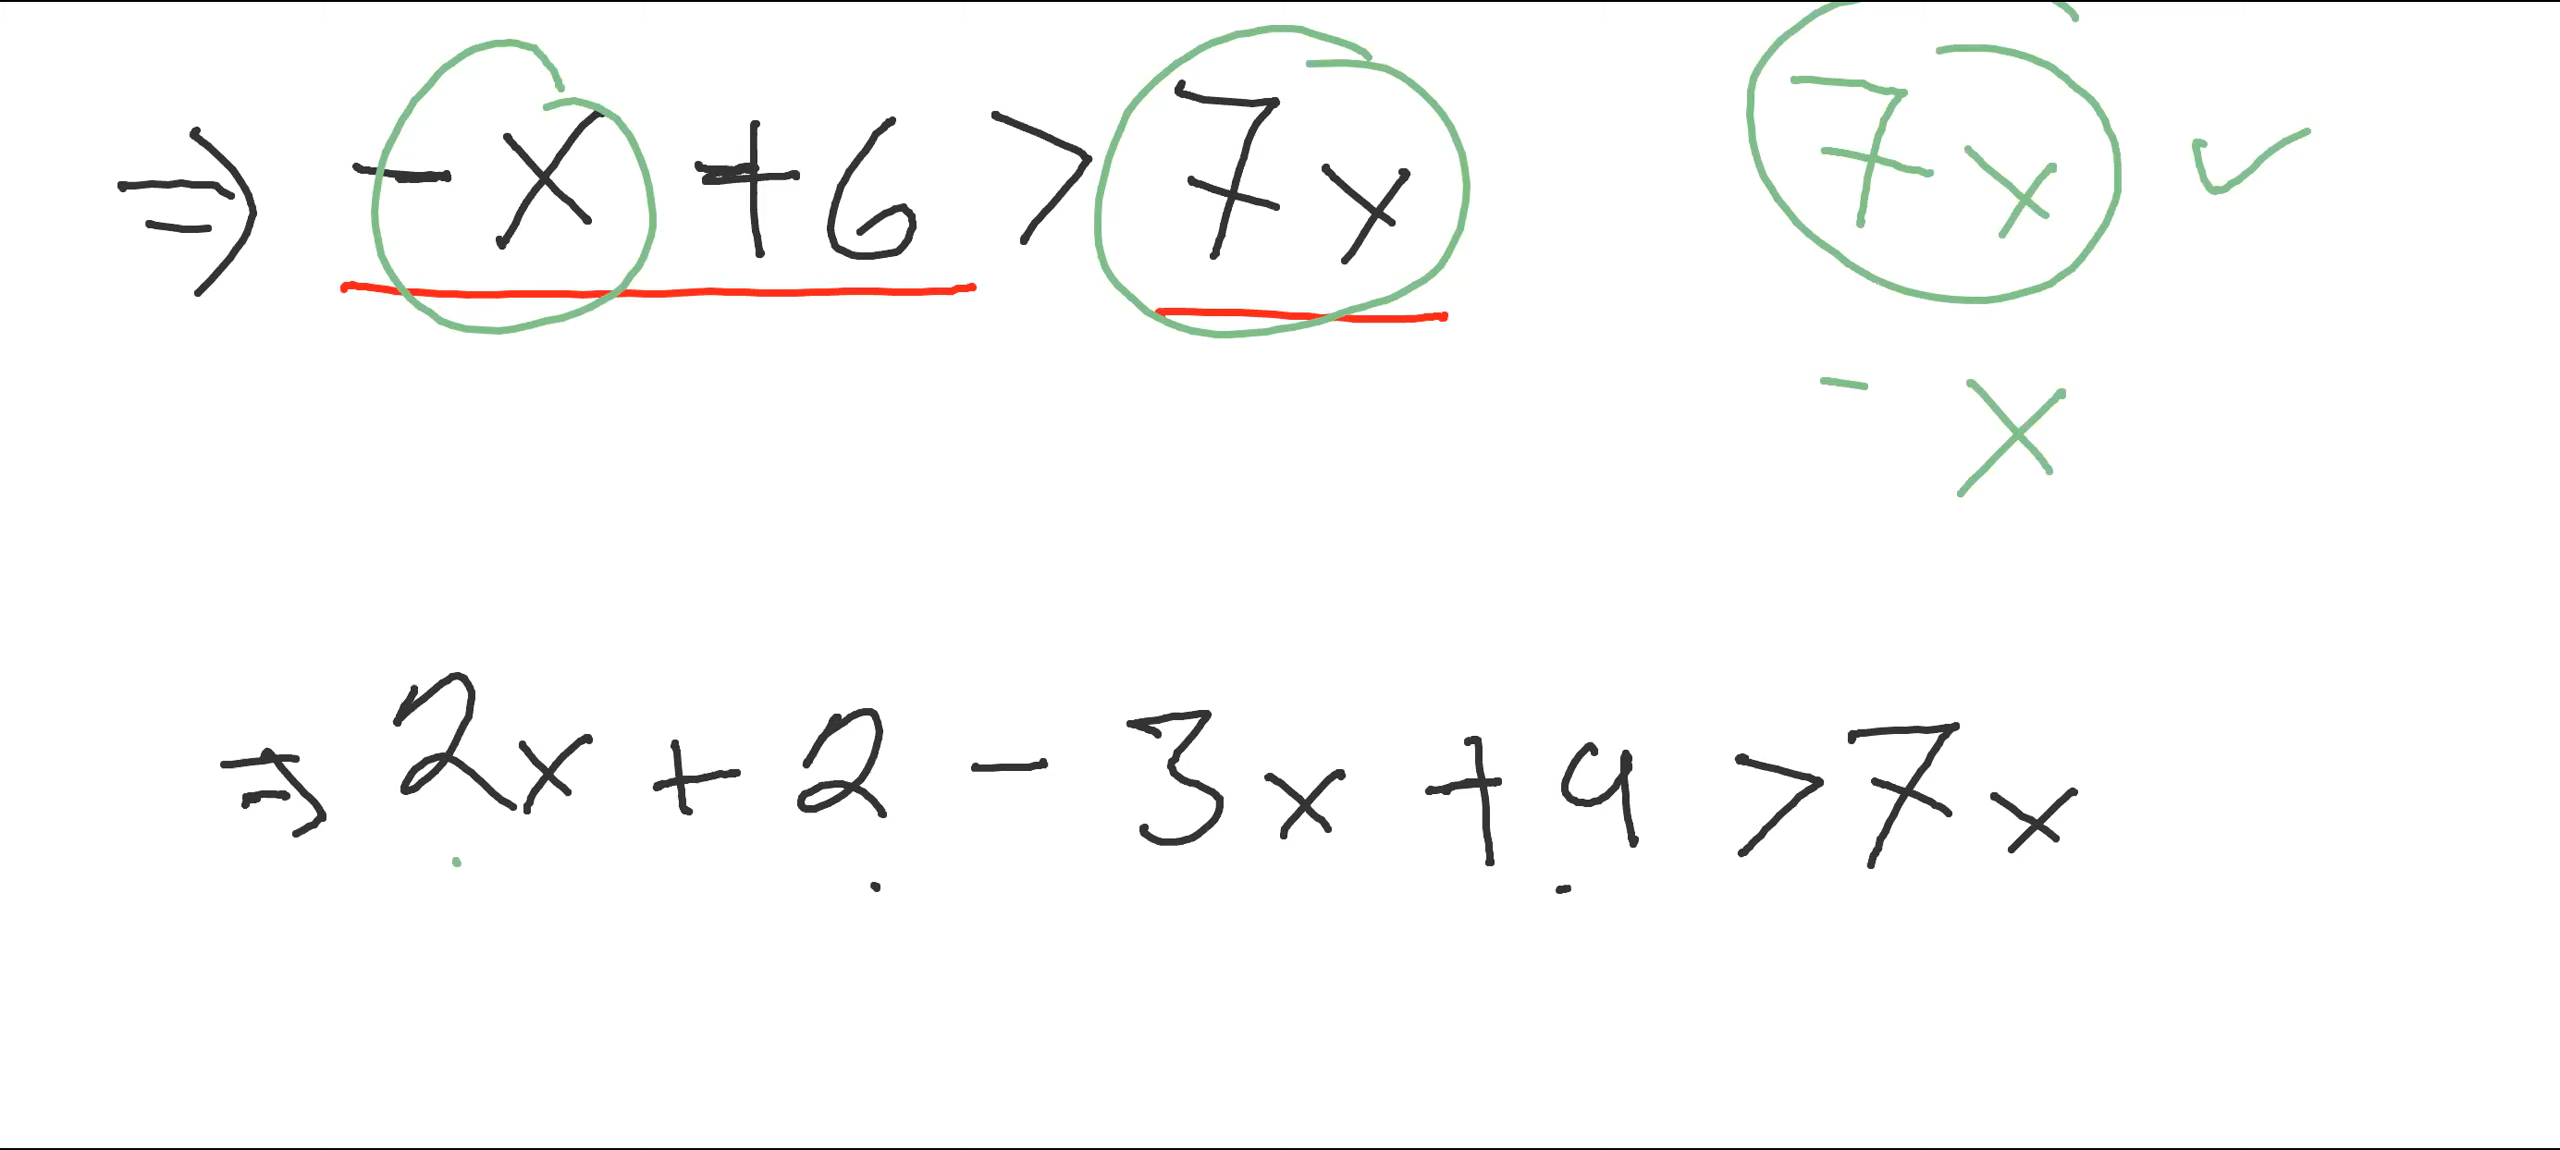 ⇒ -x + 6 > 7x
7x ✓
- x
⇒ 2x + 2 - 3x + 4 > 7x